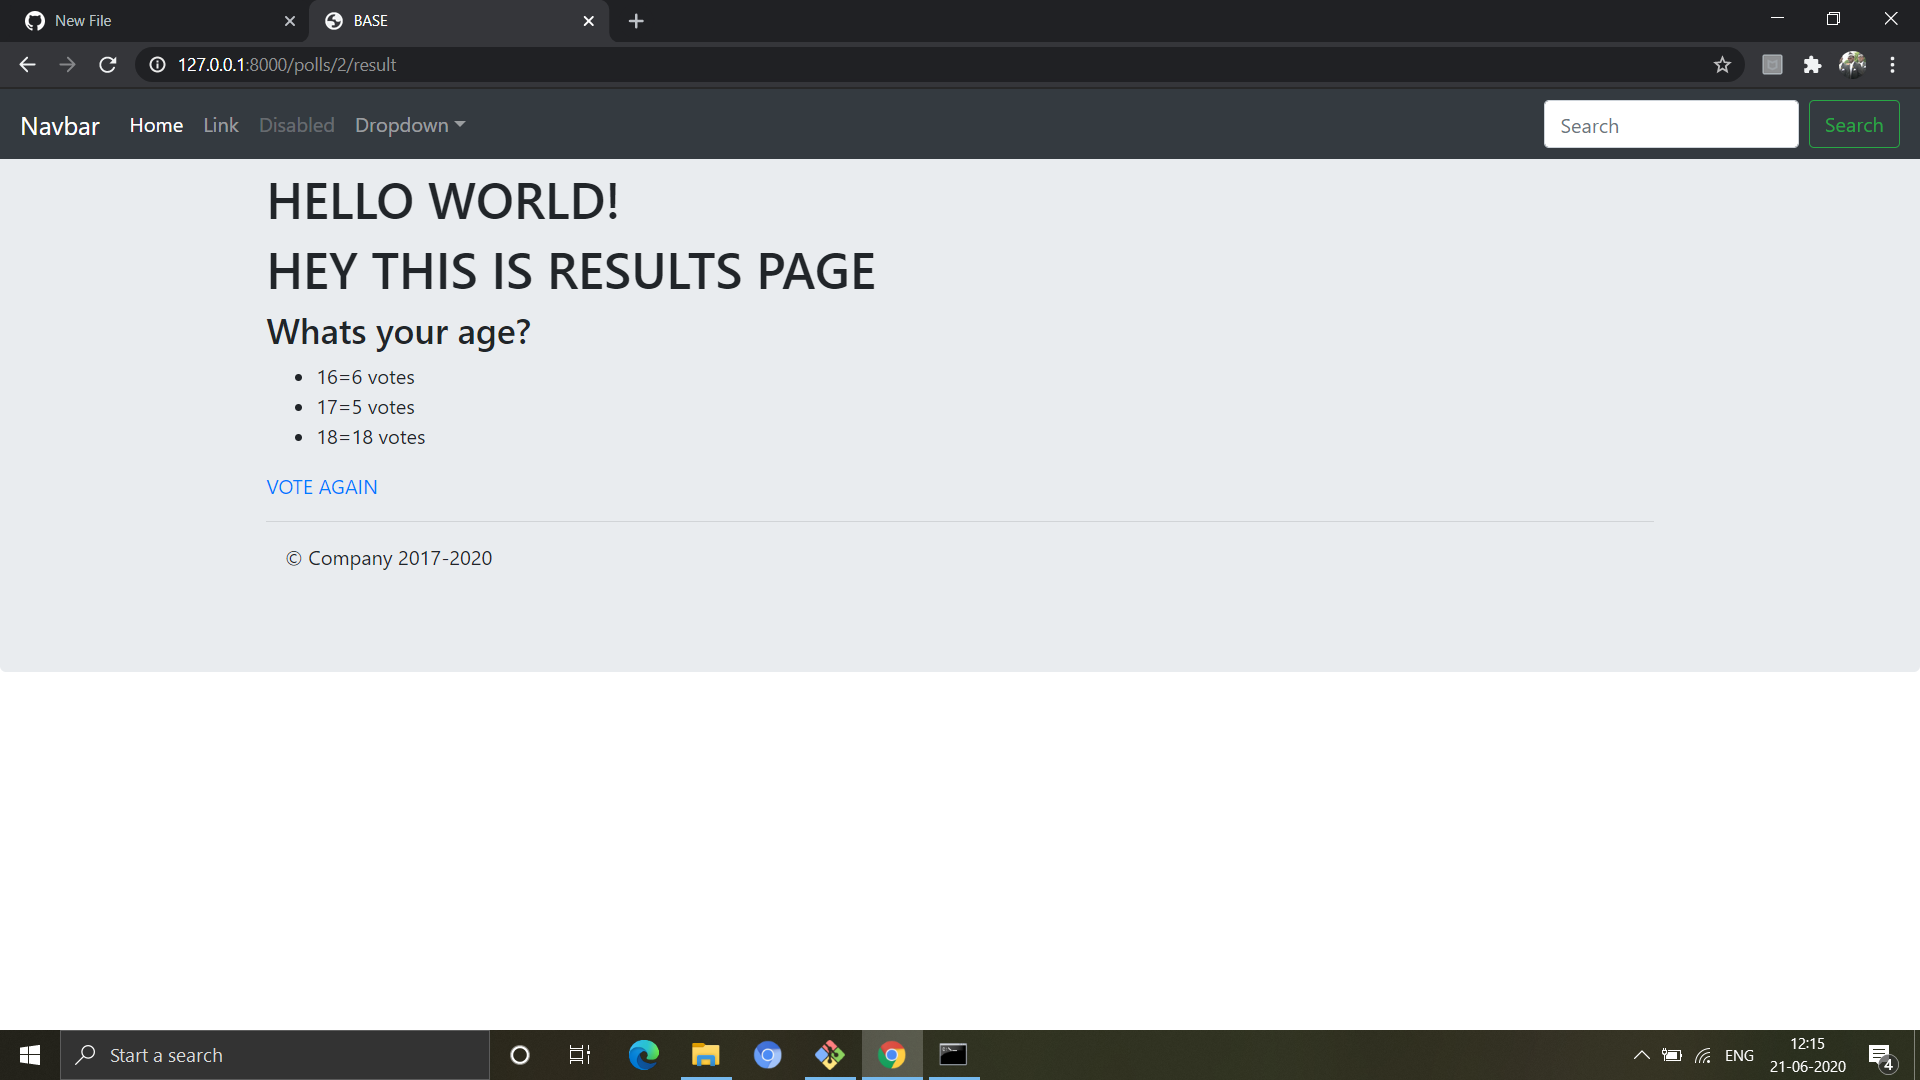 New File
BASE
127.0.0.1:8000/polls/2/result
Navbar Home Link Disabled Dropdown Search Search
HELLO WORLD!
HEY THIS IS RESULTS PAGE
Whats your age?
16=6 votes
17=5 votes
18=18 votes
VOTE AGAIN
© Company 2017-2020
Start a search
ENG
12:15
21-06-2020
4